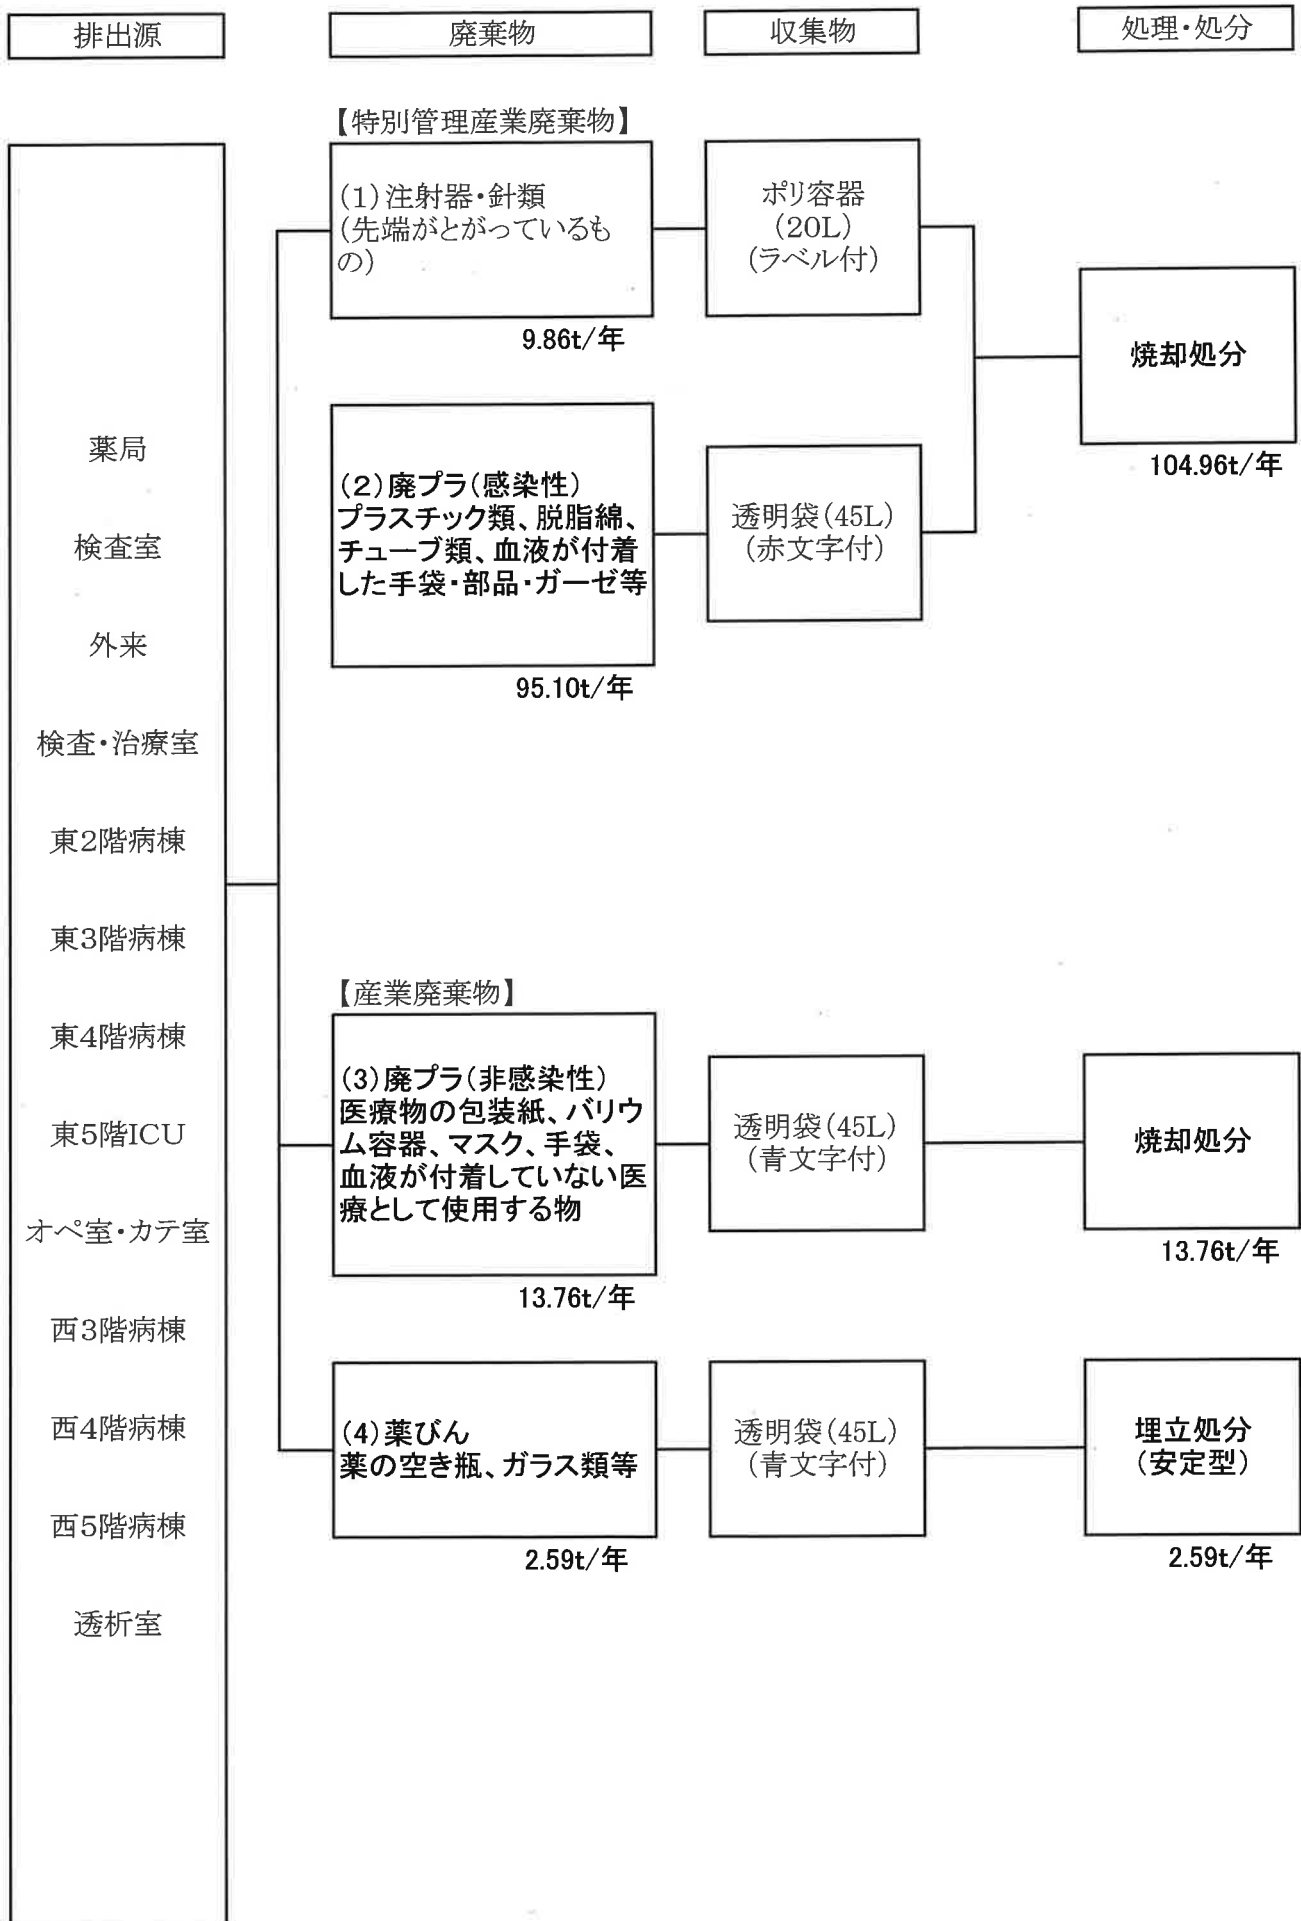 排出源
廃棄物
収集物
処理・処分
薬局
検査室
外来
検査・治療室
東2階病棟
東3階病棟
東4階病棟
東5階ICU
オペ室・カテ室
西3階病棟
西4階病棟
西5階病棟
透析室
【特別管理産業廃棄物】
(1)注射器・針類
(先端がとがっているも
の)
9.86t/年
ポリ容器
(20L)
(ラベル付)
(2)廃プラ(感染性)
プラスチック類、脱脂綿、
チューブ類、血液が付着
した手袋・部品・ガーゼ等
95.10t/年
透明袋(45L)
(赤文字付)
焼却処分
104.96t/年
【産業廃棄物】
(3)廃プラ(非感染性)
医療物の包装紙、バリウ
ム容器、マスク、手袋、
血液が付着していない医
療として使用する物
13.76t/年
透明袋(45L)
(青文字付)
焼却処分
13.76t/年
(4)薬びん
薬の空き瓶、ガラス類等
2.59t/年
透明袋(45L)
(青文字付)
埋立処分
(安定型)
2.59t/年